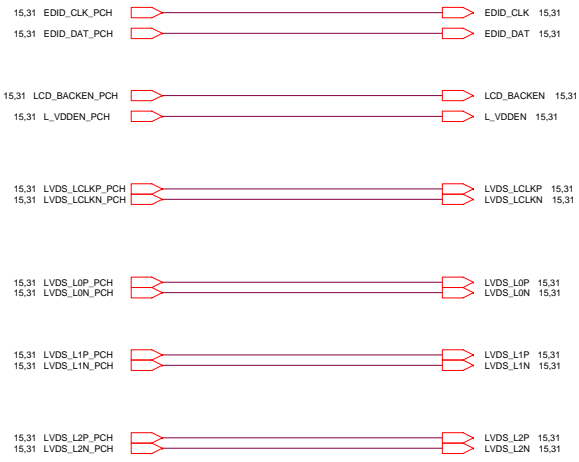 15,31 EDID_CLK_PCH EDID_CLK 15,31
15,31 EDID_DAT_PCH EDID_DAT 15,31
15,31 LCD_BACKEN_PCH LCD_BACKEN 15,31
15,31 L_VDDEN_PCH L_VDDEN 15,31
15,31 LVDS_LCLKP_PCH LVDS_LCLKP 15,31
15,31 LVDS_LCLKN_PCH LVDS_LCLKN 15,31
15,31 LVDS_L0P_PCH LVDS_L0P 15,31
15,31 LVDS_L0N_PCH LVDS_L0N 15,31
15,31 LVDS_L1P_PCH LVDS_L1P 15,31
15,31 LVDS_L1N_PCH LVDS_L1N 15,31
15,31 LVDS_L2P_PCH LVDS_L2P 15,31
15,31 LVDS_L2N_PCH LVDS_L2N 15,31